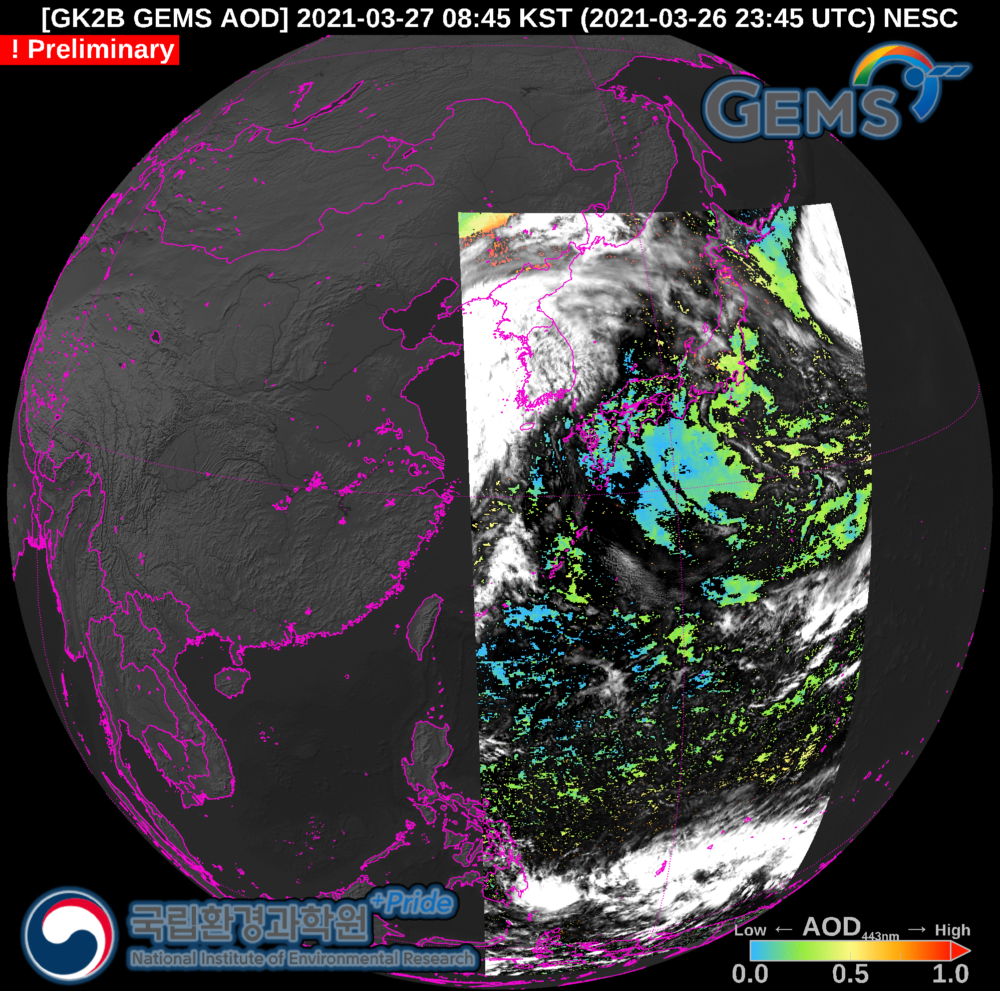 [GK2B GEMS AOD] 2021-03-27 08:45 KST (2021-03-26 23:45 UTC) NESC
! Preliminary
GEMS
국립환경과학원 +Pride
National Institute of Environmental Research
Low ← AOD 443nm → High
0.0 0.5 1.0